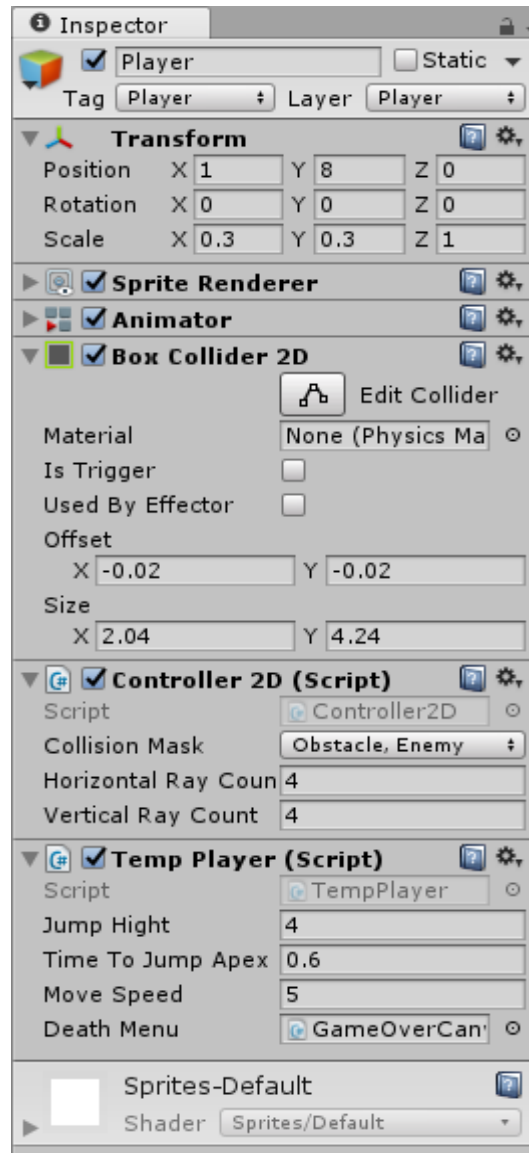 Inspector
Player Static
Tag Player Layer Player
Transform
Position X 1 Y 8 Z 0
Rotation X 0 Y 0 Z 0
Scale X 0.3 Y 0.3 Z 1
Sprite Renderer
Animator
Box Collider 2D
Edit Collider
Material None (Physics Ma
Is Trigger
Used By Effector
Offset
X -0.02 Y -0.02
Size
X 2.04 Y 4.24
C# Controller 2D (Script)
Script Controller2D
Collision Mask Obstacle, Enemy
Horizontal Ray Coun 4
Vertical Ray Count 4
C# Temp Player (Script)
Script TempPlayer
Jump Hight 4
Time To Jump Apex 0.6
Move Speed 5
Death Menu GameOverCan
Sprites-Default
Shader Sprites/Default